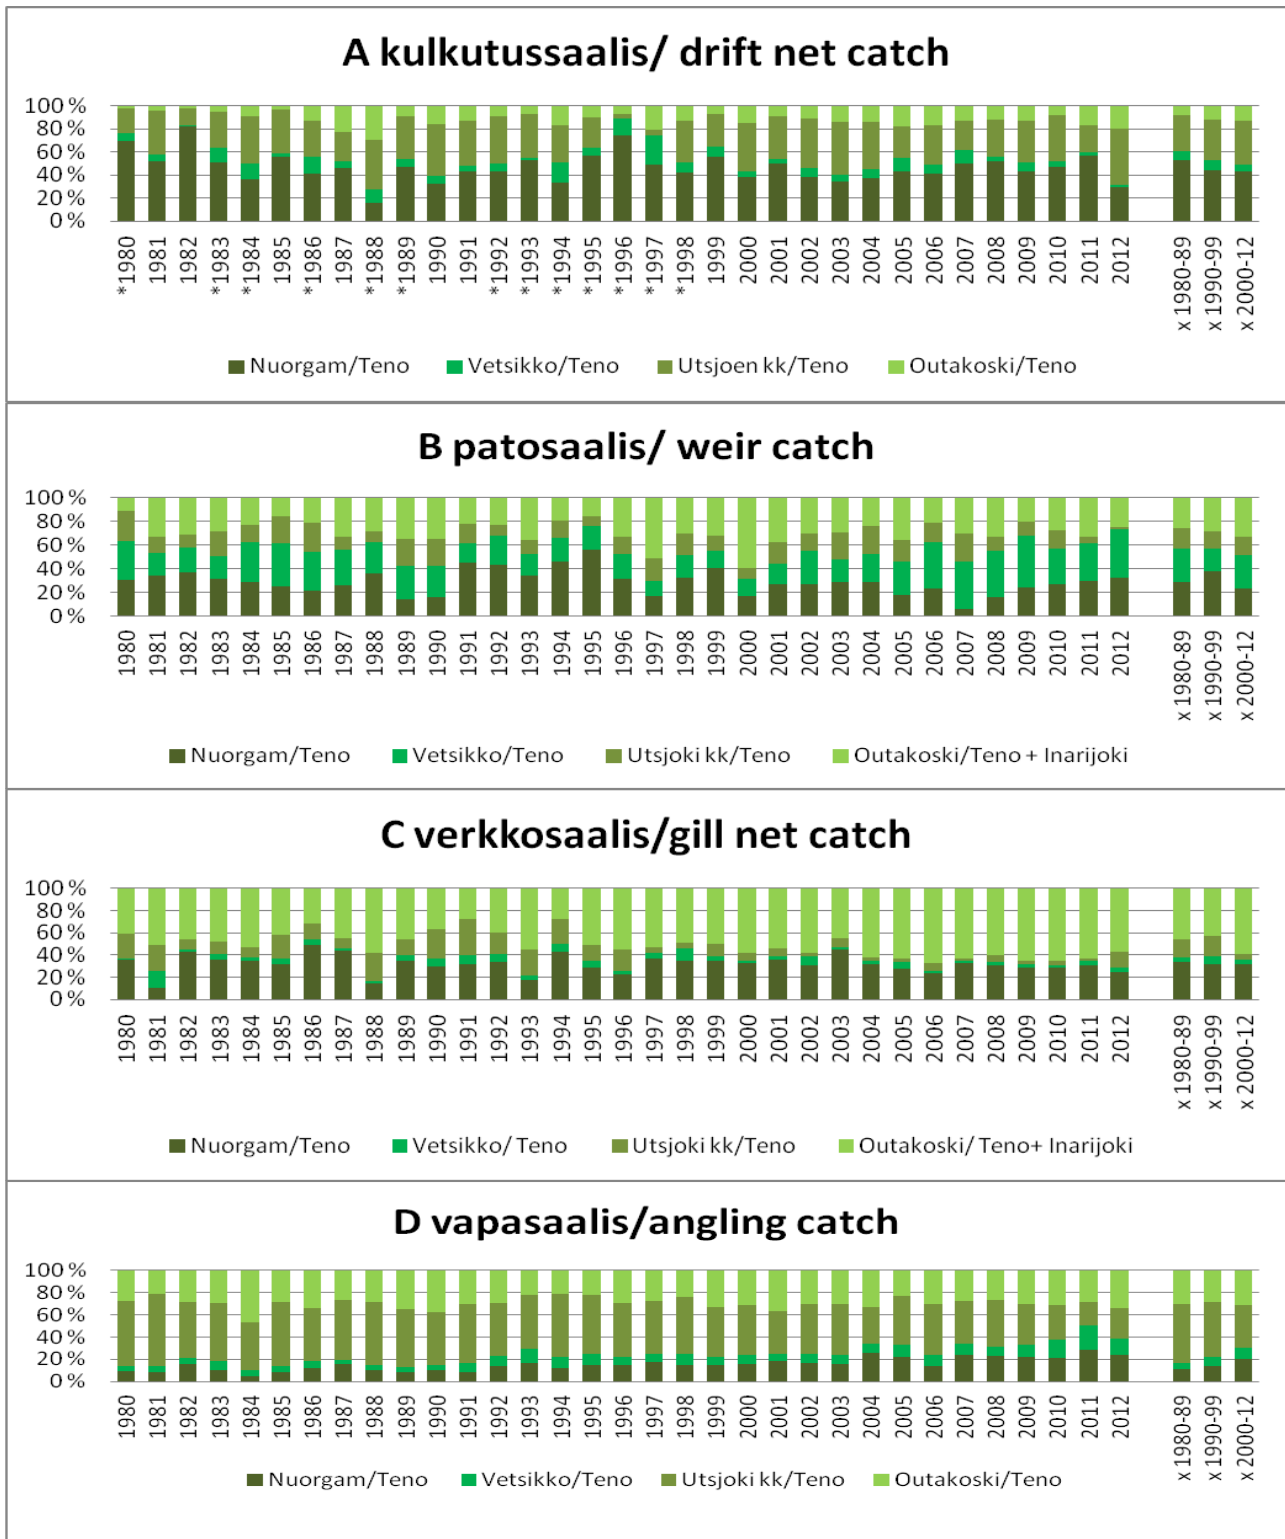 A kulkutussaalis/ drift net catch
100 %
80 %
60 %
40 %
20 %
0 %
*1980 1981 1982 *1983 *1984 1985 *1986 1987 *1988 *1989 1990 1991 *1992 *1993 *1994 *1995 *1996 *1997 *1998 1999 2000 2001 2002 2003 2004 2005 2006 2007 2008 2009 2010 2011 2012 x 1980-89 x 1990-99 x 2000-12
Nuorgam/Teno Vetsikko/Teno Utsjoen kk/Teno Outakoski/Teno
B patosaalis/ weir catch
100 %
80 %
60 %
40 %
20 %
0 %
1980 1981 1982 1983 1984 1985 1986 1987 1988 1989 1990 1991 1992 1993 1994 1995 1996 1997 1998 1999 2000 2001 2002 2003 2004 2005 2006 2007 2008 2009 2010 2011 2012 x 1980-89 x 1990-99 x 2000-12
Nuorgam/Teno Vetsikko/Teno Utsjoki kk/Teno Outakoski/Teno + Inarijoki
C verkkosaalis/gill net catch
100 %
80 %
60 %
40 %
20 %
0 %
1980 1981 1982 1983 1984 1985 1986 1987 1988 1989 1990 1991 1992 1993 1994 1995 1996 1997 1998 1999 2000 2001 2002 2003 2004 2005 2006 2007 2008 2009 2010 2011 2012 x 1980-89 x 1990-99 x 2000-12
Nuorgam/Teno Vetsikko/ Teno Utsjoki kk/Teno Outakoski/ Teno+ Inarijoki
D vapasaalis/angling catch
100 %
80 %
60 %
40 %
20 %
0 %
1980 1981 1982 1983 1984 1985 1986 1987 1988 1989 1990 1991 1992 1993 1994 1995 1996 1997 1998 1999 2000 2001 2002 2003 2004 2005 2006 2007 2008 2009 2010 2011 2012 x 1980-89 x 1990-99 x 2000-12
Nuorgam/Teno Vetsikko/Teno Utsjoki kk/Teno Outakoski/Teno